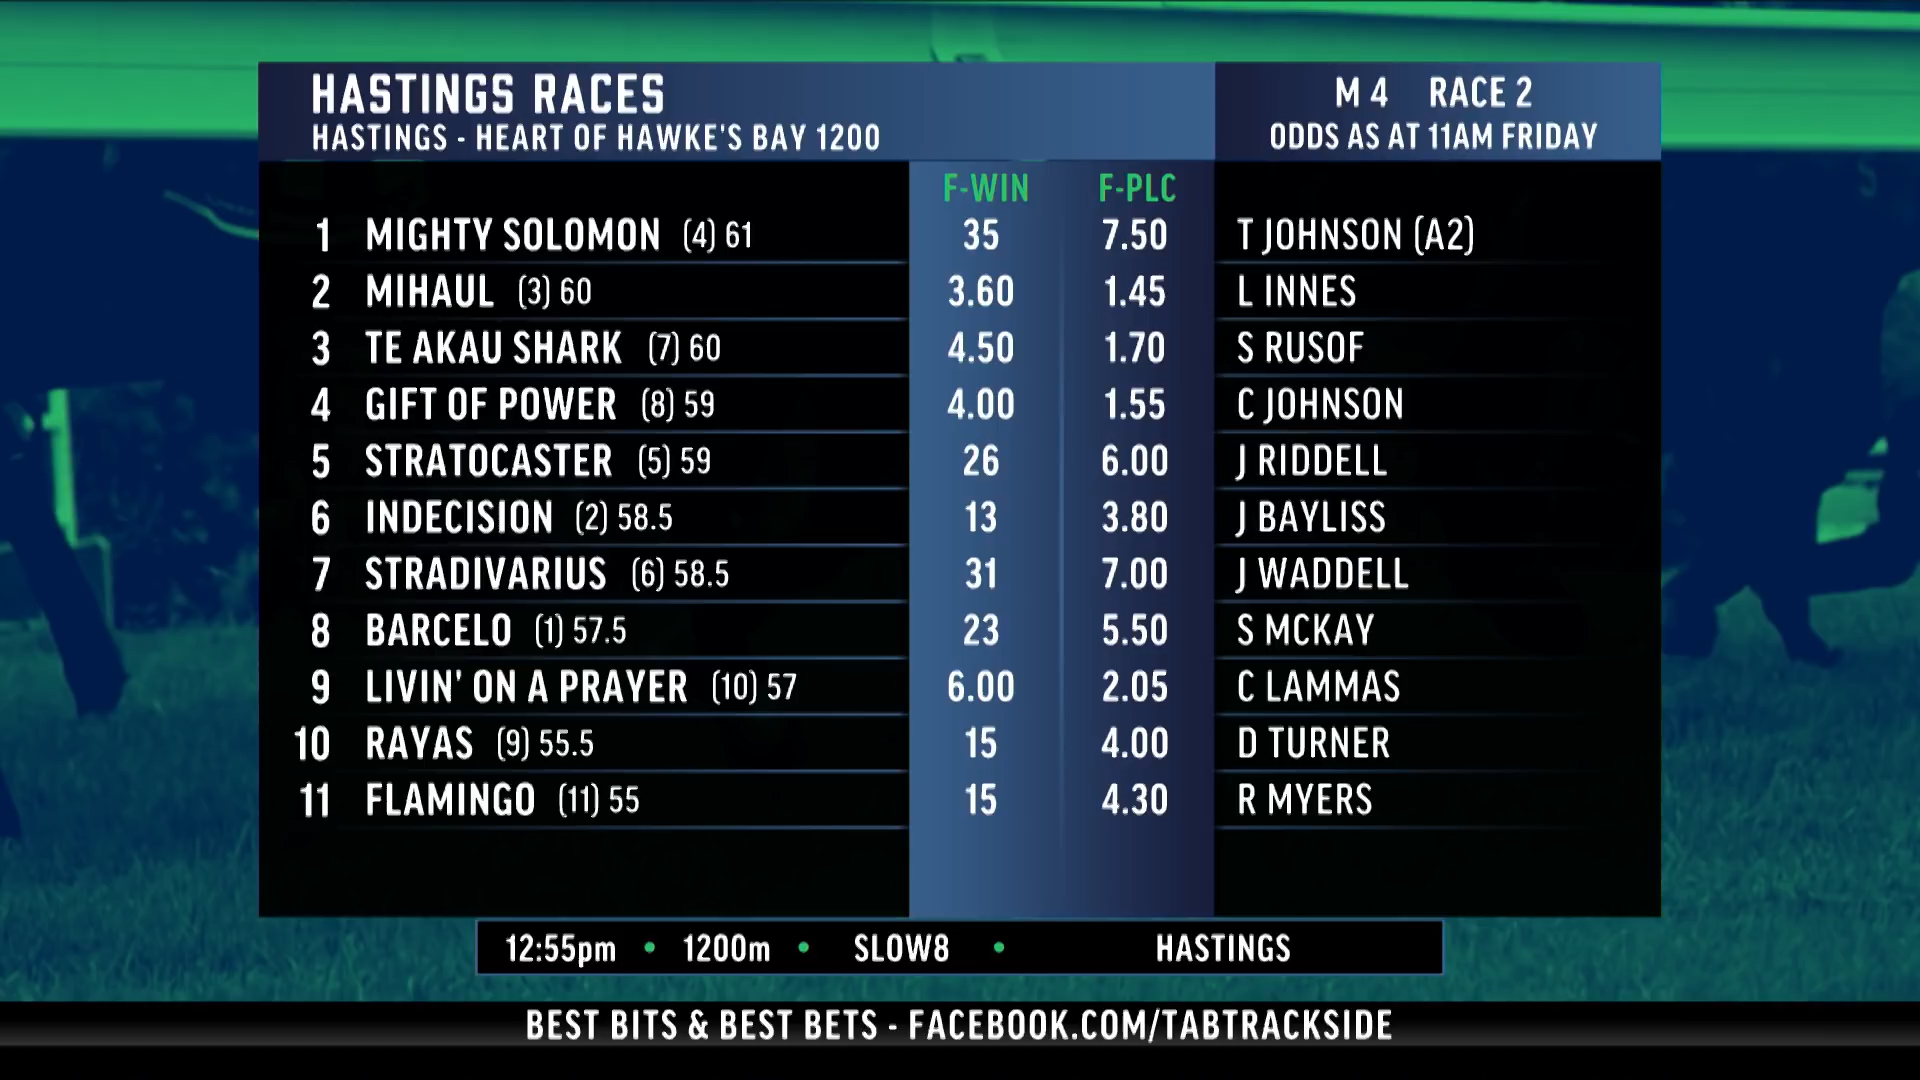 HASTINGS RACES
HASTINGS - HEART OF HAWKE'S BAY 1200
M 4 RACE 2
ODDS AS AT 11AM FRIDAY
F-WIN F-PLC
1 MIGHTY SOLOMON (4) 61 35 7.50 T JOHNSON (A2)
2 MIHAUL (3) 60 3.60 1.45 L INNES
3 TE AKAU SHARK (7) 60 4.50 1.70 S RUSOF
4 GIFT OF POWER (8) 59 4.00 1.55 C JOHNSON
5 STRATOCASTER (5) 59 26 6.00 J RIDDELL
6 INDECISION (2) 58.5 13 3.80 J BAYLISS
7 STRADIVARIUS (6) 58.5 31 7.00 J WADDELL
8 BARCELO (1) 57.5 23 5.50 S MCKAY
9 LIVIN' ON A PRAYER (10) 57 6.00 2.05 C LAMMAS
10 RAYAS (9) 55.5 15 4.00 D TURNER
11 FLAMINGO (11) 55 15 4.30 R MYERS
12:55pm • 1200m • SLOW8 • HASTINGS
BEST BITS & BEST BETS - FACEBOOK.COM/TABTRACKSIDE